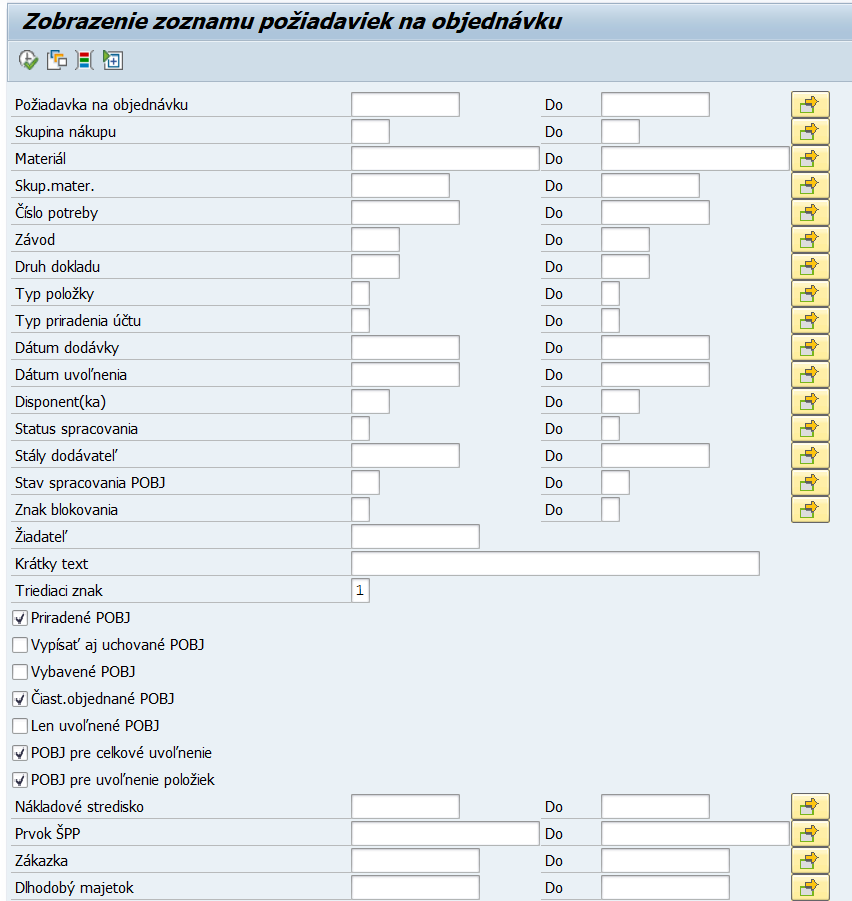 Zobrazenie zoznamu požiadaviek na objednávku
Požiadavka na objednávku Do
Skupina nákupu Do
Materiál Do
Skup.mater. Do
Číslo potreby Do
Závod Do
Druh dokladu Do
Typ položky Do
Typ priradenia účtu Do
Dátum dodávky Do
Dátum uvoľnenia Do
Disponent(ka) Do
Status spracovania Do
Stály dodávateľ Do
Stav spracovania POBJ Do
Znak blokovania Do
Žiadateľ
Krátky text
Triediaci znak 1
Priradené POBJ
Vypísať aj uchované POBJ
Vybavené POBJ
Čiast.objednané POBJ
Len uvoľnené POBJ
POBJ pre celkové uvoľnenie
POBJ pre uvoľnenie položiek
Nákladové stredisko Do
Prvok ŠPP Do
Zákazka Do
Dlhodobý majetok Do